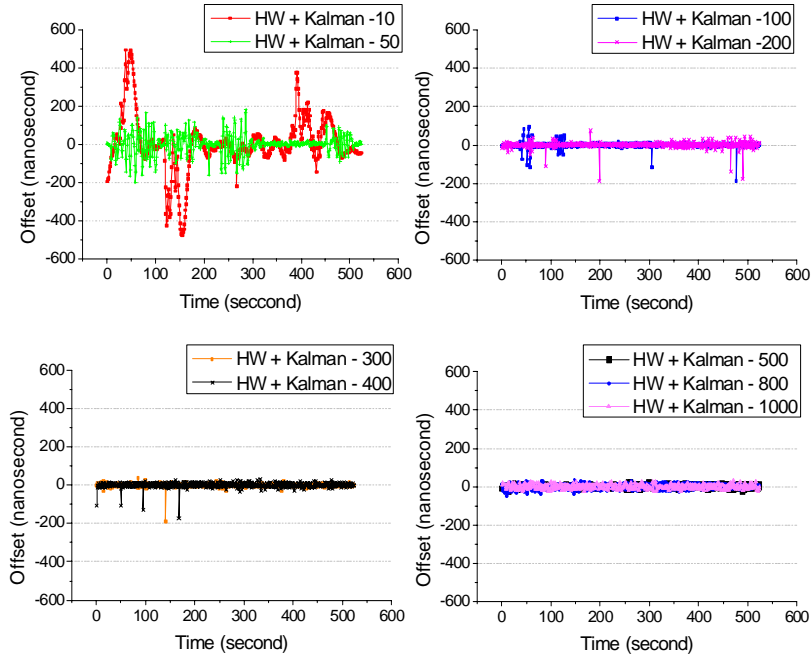 HW + Kalman -10
HW + Kalman - 50
600
400
200
0
-200
-400
-600
0 100 200 300 400 500 600
Offset (nanosecond)
Time (seccond)
HW + Kalman -100
HW + Kalman -200
600
400
200
0
-200
-400
-600
0 100 200 300 400 500 600
Offset (nanosecond)
Time (second)
HW + Kalman - 300
HW + Kalman - 400
600
400
200
0
-200
-400
-600
0 100 200 300 400 500 600
Offset (nanosecond)
Time (second)
HW + Kalman - 500
HW + Kalman - 800
HW + Kalman - 1000
600
400
200
0
-200
-400
-600
0 100 200 300 400 500 600
Offset (nanosecond)
Time (second)